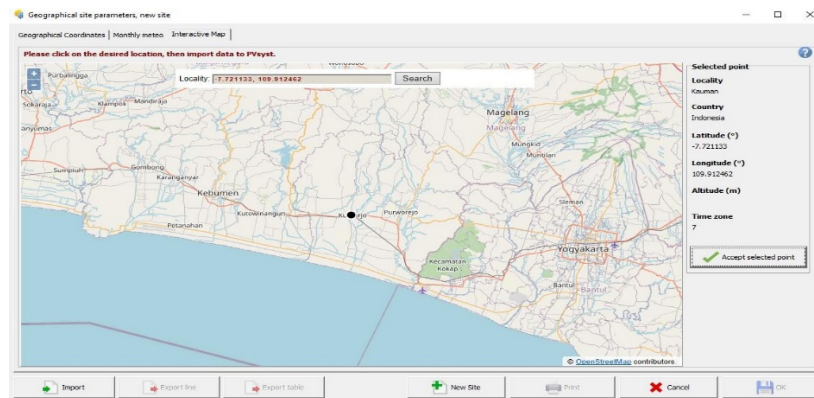 Geographical site parameters, new site
Geographical Coordinates | Monthly meteo | Interactive Map
Please click on the desired location, then import data to PVsyst.
Locality: -7.721133, 109.912462 Search
Purbalingga
Sokaraja
Klampok Mandiraja
Banyumas
Sumpiuh
Gombong
Karanganyar
Kebumen
Petanahan
Kutowinangun
Purworejo
Magelang
Magelang
Mungkid
Muntilan
Sleman
Yogyakarta
Kecamatan
Kokap
Bantul
Bantul
© OpenStreetMap contributors.
Selected point
Locality
Kauman
Country
Indonesia
Latitude (°)
-7.721133
Longitude (°)
109.912462
Altitude (m)
Time zone
7
Accept selected point
Import
Export line
Export table
New Site
Print
Cancel
OK